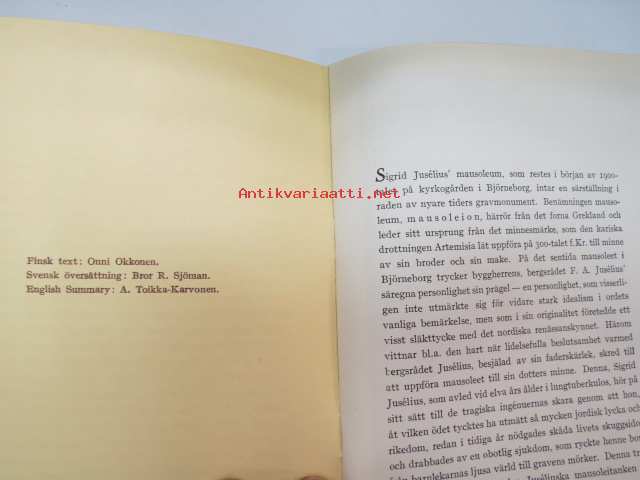 Finsk text: Onni Okkonen.
Svensk översättning: Bror R. Sjöman.
English Summary: A. Toikka-Karvonen.
Antikvariaatti.net
Sigrid Jusélius' mausoleum, som restes i början av 1900-
talet på kyrkogården i Björneborg, intar en särställning i
raden av nyare tiders gravmonument. Benämningen mauso-
leum, mausoleion, härrör från det forna Grekland och
leder sitt ursprung från det minnesmärke, som den kariska
drottningen Artemisia lät uppföra på 300-talet f.Kr. till minne
av sin broder och sin make. På det sentida mausoleet i
Björneborg trycker byggherrens, bergsrådet F. A. Jusélius'
säregna personlighet sin prägel — en personlighet, som visserli-
gen inte utmärkte sig för vidare stark idealism i ordets
vanliga bemärkelse, men som i sin originalitet företedde ett
visst släkttycke med det nordiska renässanskynnet. Härom
vittnar bl.a. den hart när lidelsefulla beslutsamhet varmed
bergsrådet Jusélius, besjälad av sin faderskärlek, skred till
att uppföra mausoleet till sin dotters minne. Denna, Sigrid
Jusélius, som avled vid elva års ålder i lungtuberkulos, hör på
sitt sätt till de tragiska ingénuernas skara genom att hon,
åt vilken ödet tycktes ha utmätt så mycken jordisk lycka och
rikedom, redan i tidiga år nödgades skåda livets skuggsido
och drabbades av en obotlig sjukdom, som ryckte henne bor
från barnlekarnas ljusa värld till gravens mörker. Denna tr
Jusélinska mausoleitanken